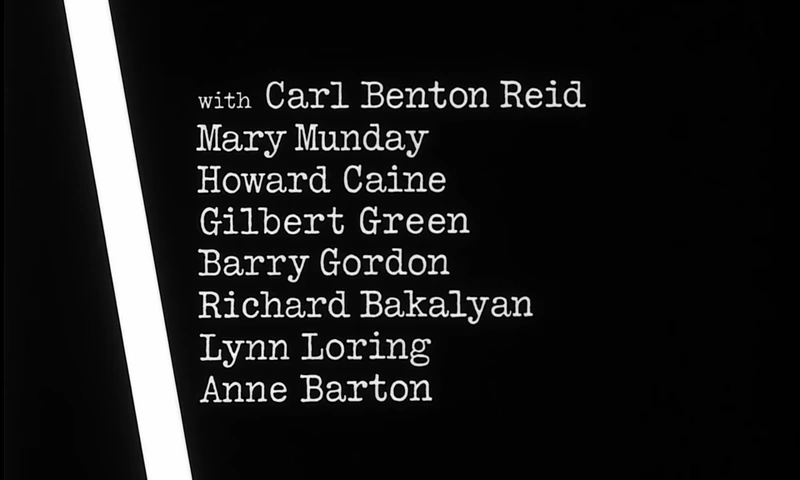 with Carl Benton Reid
Mary Munday
Howard Caine
Gilbert Green
Barry Gordon
Richard Bakalyan
Lynn Loring
Anne Barton